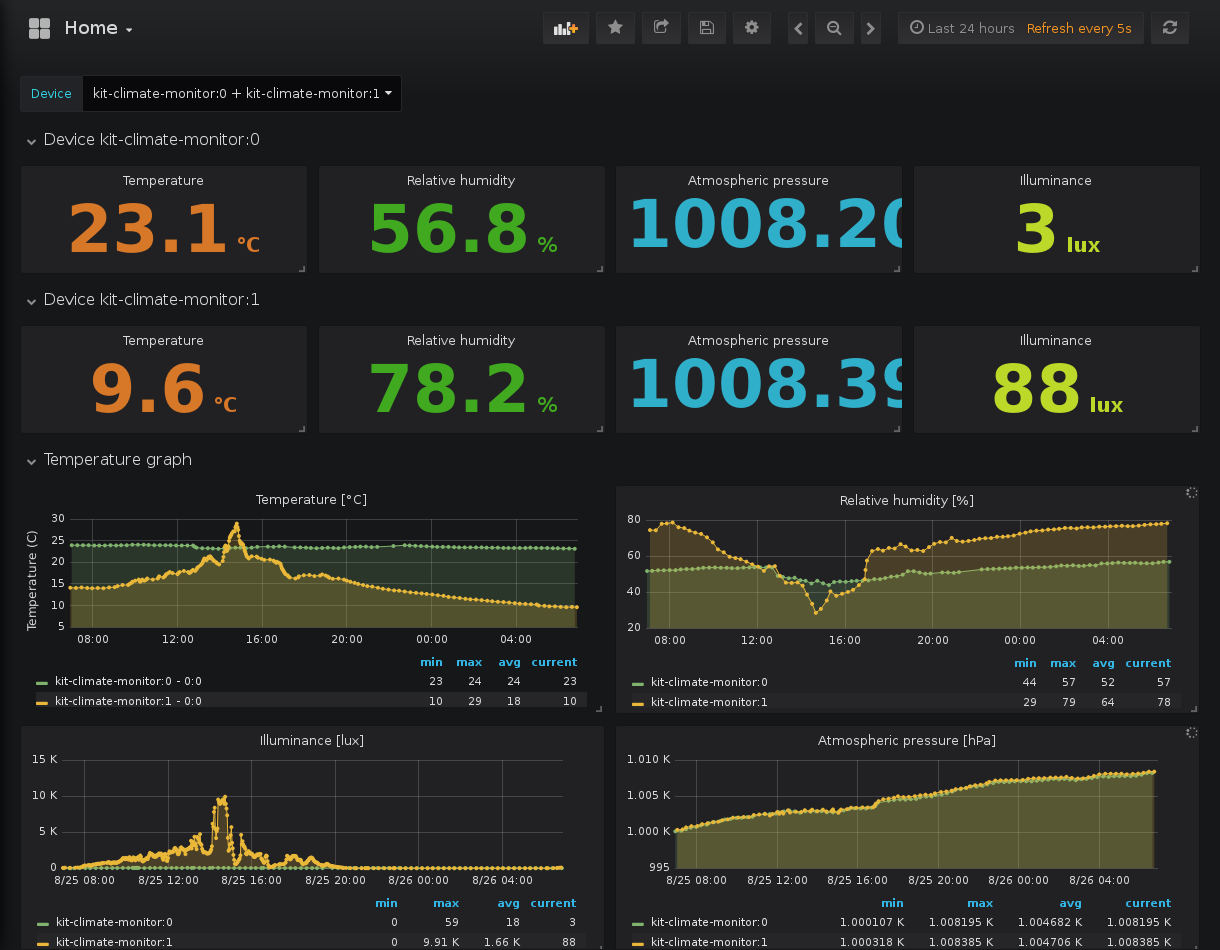 Home
Last 24 hours Refresh every 5s
Device kit-climate-monitor:0 + kit-climate-monitor:1
Device kit-climate-monitor:0
Temperature Relative humidity Atmospheric pressure Illuminance
23.1 °C 56.8 % 1008.20 3 lux
Device kit-climate-monitor:1
Temperature Relative humidity Atmospheric pressure Illuminance
9.6 °C 78.2 % 1008.39 88 lux
Temperature graph
Temperature [°C]
Temperature (C)
30
25
20
15
10
5
08:00 12:00 16:00 20:00 00:00 04:00
min max avg current
kit-climate-monitor:0 - 0:0 23 24 24 23
kit-climate-monitor:1 - 0:0 10 29 18 10
Relative humidity [%]
80
60
40
20
08:00 12:00 16:00 20:00 00:00 04:00
min max avg current
kit-climate-monitor:0 44 57 52 57
kit-climate-monitor:1 29 79 64 78
Illuminance [lux]
15 K
10 K
5 K
0
8/25 08:00 8/25 12:00 8/25 16:00 8/25 20:00 8/26 00:00 8/26 04:00
min max avg current
kit-climate-monitor:0 0 59 18 3
kit-climate-monitor:1 0 9.91 K 1.66 K 88
Atmospheric pressure [hPa]
1.010 K
1.005 K
1.000 K
995
8/25 08:00 8/25 12:00 8/25 16:00 8/25 20:00 8/26 00:00 8/26 04:00
min max avg current
kit-climate-monitor:0 1.000107 K 1.008195 K 1.004682 K 1.008195 K
kit-climate-monitor:1 1.000318 K 1.008385 K 1.004706 K 1.008385 K